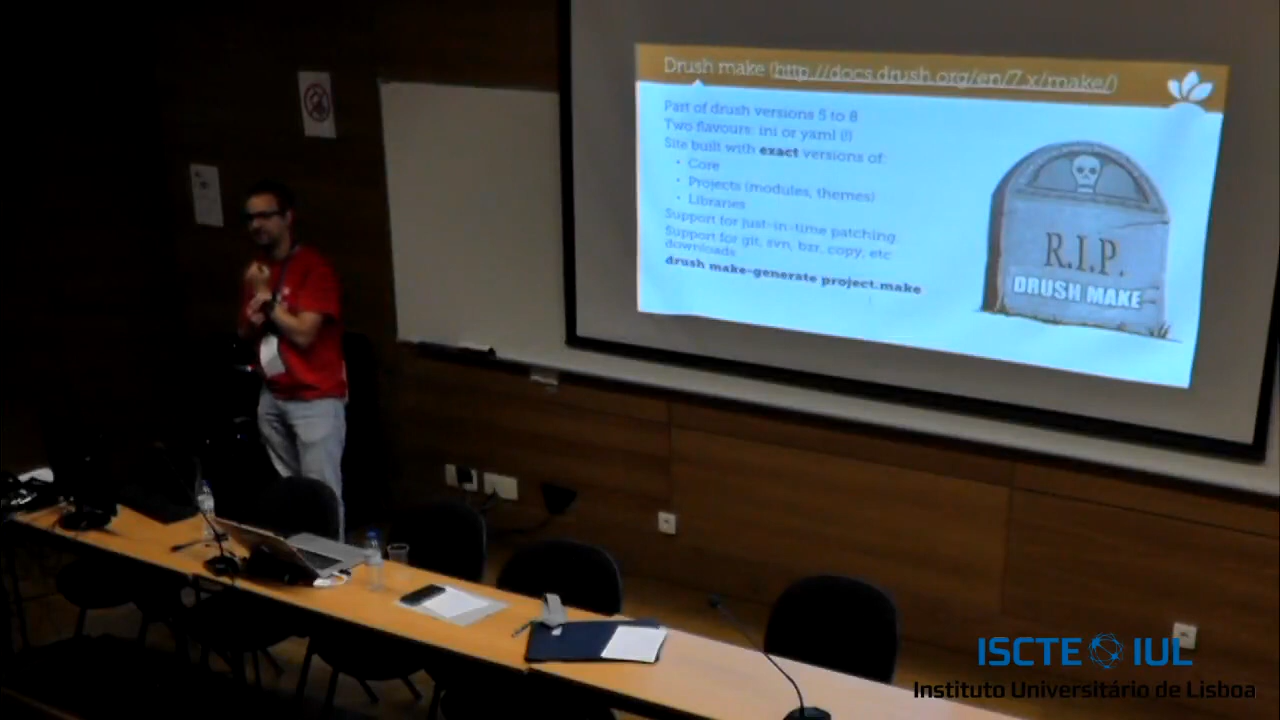 Drush make (http://docs.drush.org/en/7.x/make/)
Part of drush versions 5 to 8
Two flavours: ini or yaml (!)
Site built with exact versions of:
• Core
• Projects (modules, themes)
• Libraries
Support for just-in-time patching
Support for git, svn, bzr, copy, etc
downloads
drush make-generate project.make
R.I.P.
DRUSH MAKE
ISCTE IUL
Instituto Universitário de Lisboa